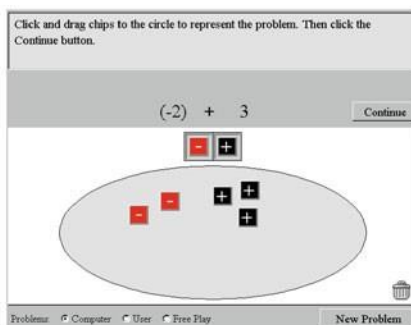 Click and drag chips to the circle to represent the problem. Then click the
Continue button.
(-2) + 3
Continue
- +
- - + + +
Problems: Computer User Free Play
New Problem